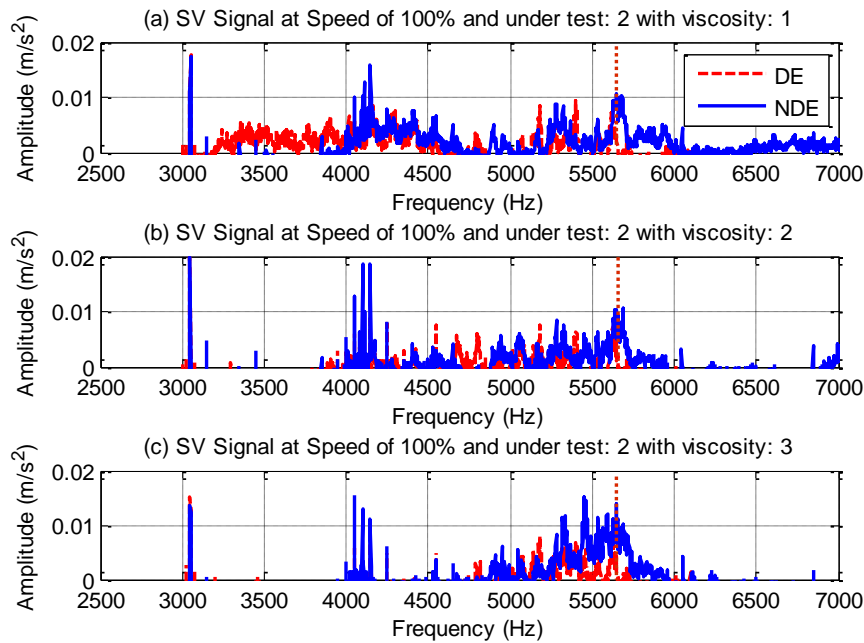 (a) SV Signal at Speed of 100% and under test: 2 with viscosity: 1
Amplitude (m/s²)
0.02
0.01
0
DE
NDE
2500 3000 3500 4000 4500 5000 5500 6000 6500 7000
Frequency (Hz)
(b) SV Signal at Speed of 100% and under test: 2 with viscosity: 2
Amplitude (m/s²)
0.02
0.01
0
2500 3000 3500 4000 4500 5000 5500 6000 6500 7000
Frequency (Hz)
(c) SV Signal at Speed of 100% and under test: 2 with viscosity: 3
Amplitude (m/s²)
0.02
0.01
0
2500 3000 3500 4000 4500 5000 5500 6000 6500 7000
Frequency (Hz)